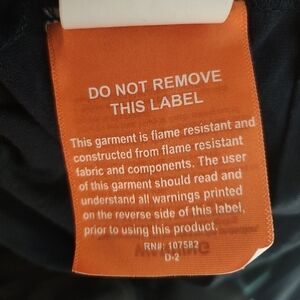 DO NOT REMOVE
THIS LABEL
This garment is flame resistant and
constructed from flame resistant
fabric and components. The user
of this garment should read and
understand all warnings printed
on the reverse side of this label,
prior to using this product.
RN#: 107582
D-2